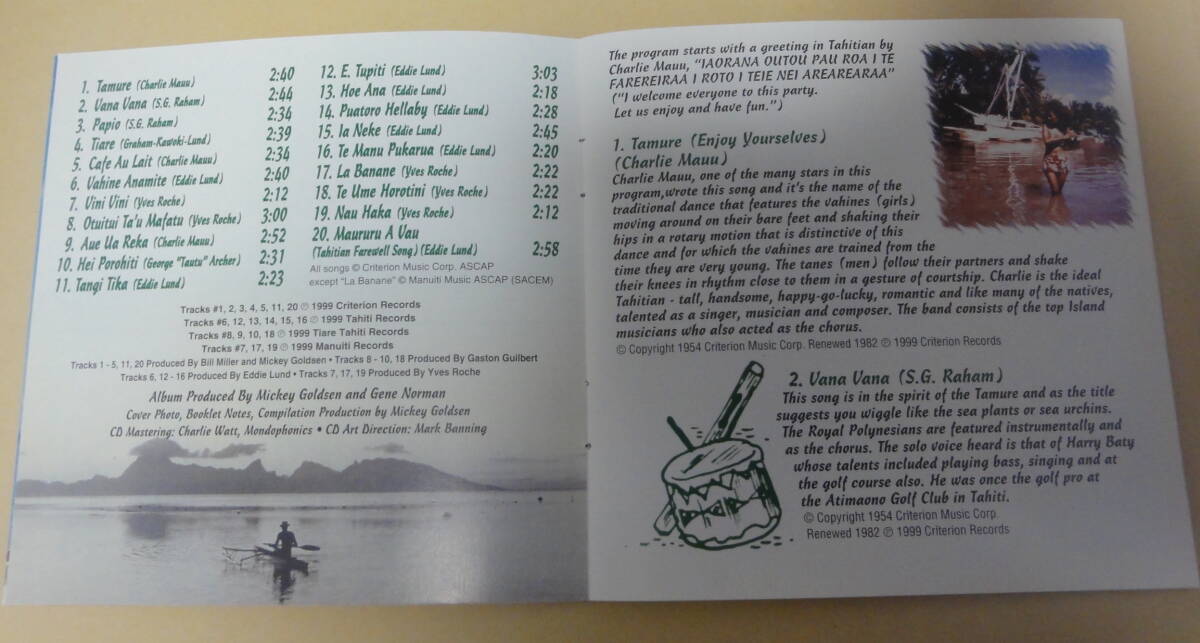 1. Tamure (Charlie Mauu) 2:40
2. Vana Vana (S.G. Raham) 2:44
3. Papio (S.G. Raham) 2:34
4. Tiare (Graham-Kawoki-Lund) 2:39
5. Cafe Au Lait (Charlie Mauu) 2:34
6. Vahine Anamite (Eddie Lund) 2:40
7. Vini Vini (Yves Roche) 2:12
8. Otuitui Ta'u Mafatu (Yves Roche) 3:00
9. Aue Ua Reka (Charlie Mauu) 2:52
10. Hei Porohiti (George "Tautu" Archer) 2:31
11. Tangi Tika (Eddie Lund) 2:23
12. E. Tupiti (Eddie Lund) 3:03
13. Hoe Ana (Eddie Lund) 2:18
14. Puatoro Hellaby (Eddie Lund) 2:28
15. Ia Neke (Eddie Lund) 2:45
16. Te Manu Pukarua (Eddie Lund) 2:20
17. La Banane (Yves Roche) 2:22
18. Te Ume Horotini (Yves Roche) 2:22
19. Nau Haka (Yves Roche) 2:12
20. Maururu A Vau
(Tahitian Farewell Song) (Eddie Lund) 2:58
All songs © Criterion Music Corp. ASCAP
except "La Banane" © Manuiti Music ASCAP (SACEM)
Tracks #1, 2, 3, 4, 5, 11, 20 ℗ 1999 Criterion Records
Tracks #6, 12, 13, 14, 15, 16 ℗ 1999 Tahiti Records
Tracks #8, 9, 10, 18 ℗ 1999 Tiare Tahiti Records
Tracks #7, 17, 19 ℗ 1999 Manuiti Records
Tracks 1 - 5, 11, 20 Produced By Bill Miller and Mickey Goldsen • Tracks 8 - 10, 18 Produced By Gaston Guilbert
Tracks 6, 12 - 16 Produced By Eddie Lund • Tracks 7, 17, 19 Produced By Yves Roche
Album Produced By Mickey Goldsen and Gene Norman
Cover Photo, Booklet Notes, Compilation Production by Mickey Goldsen
CD Mastering: Charlie Watt, Mondophonics • CD Art Direction: Mark Banning
The program starts with a greeting in Tahitian by
Charlie Mauu, "IAORANA OUTOU PAU ROA I TE
FAREREIRAA I ROTO I TEIE NEI AREAREARAA"
("I welcome everyone to this party.
Let us enjoy and have fun.")
1. Tamure (Enjoy Yourselves)
(Charlie Mauu)
Charlie Mauu, one of the many stars in this
program,wrote this song and it's the name of the
traditional dance that features the vahines (girls)
moving around on their bare feet and shaking their
hips in a rotary motion that is distinctive of this
dance and for which the vahines are trained from the
time they are very young. The tanes (men) follow their partners and shake
their knees in rhythm close to them in a gesture of courtship. Charlie is the ideal
Tahitian - tall, handsome, happy-go-lucky, romantic and like many of the natives,
talented as a singer, musician and composer. The band consists of the top Island
musicians who also acted as the chorus.
© Copyright 1954 Criterion Music Corp. Renewed 1982 ℗ 1999 Criterion Records
2. Vana Vana (S.G. Raham)
This song is in the spirit of the Tamure and as the title
suggests you wiggle like the sea plants or sea urchins.
The Royal Polynesians are featured instrumentally and
as the chorus. The solo voice heard is that of Harry Baty
whose talents included playing bass, singing and at
the golf course also. He was once the golf pro at
the Atimaono Golf Club in Tahiti.
© Copyright 1954 Criterion Music Corp.
Renewed 1982 ℗ 1999 Criterion Records